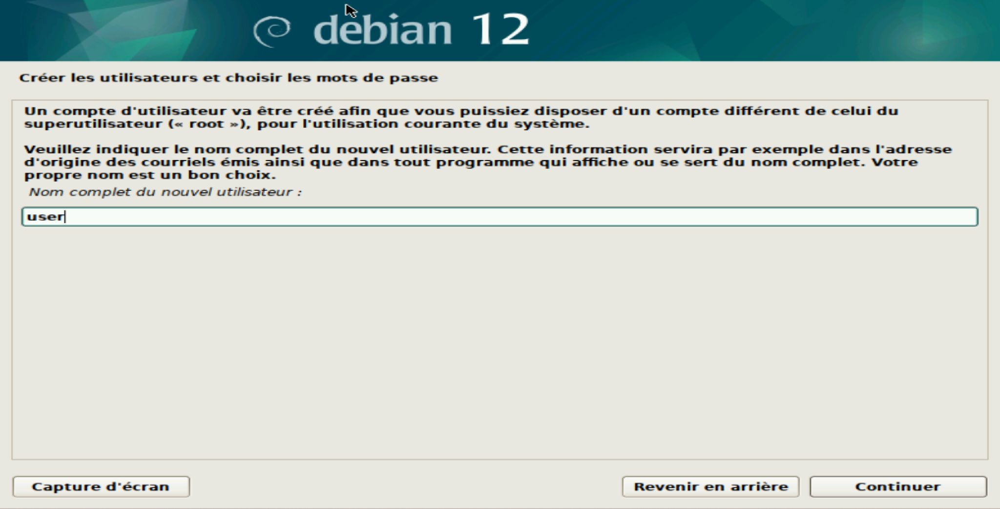 debian 12
Créer les utilisateurs et choisir les mots de passe
Un compte d'utilisateur va être créé afin que vous puissiez disposer d'un compte différent de celui du
superutilisateur (« root »), pour l'utilisation courante du système.
Veuillez indiquer le nom complet du nouvel utilisateur. Cette information servira par exemple dans l'adresse
d'origine des courriels émis ainsi que dans tout programme qui affiche ou se sert du nom complet. Votre
propre nom est un bon choix.
Nom complet du nouvel utilisateur :
user
Capture d'écran
Revenir en arrière
Continuer